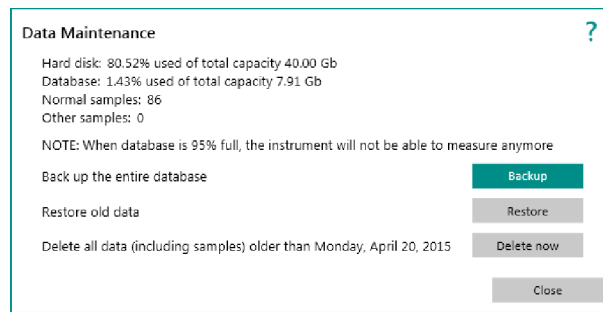 Data Maintenance ?
Hard disk: 80.52% used of total capacity 40.00 Gb
Database: 1.43% used of total capacity 7.91 Gb
Normal samples: 86
Other samples: 0
NOTE: When database is 95% full, the instrument will not be able to measure anymore
Back up the entire database Backup
Restore old data Restore
Delete all data (including samples) older than Monday, April 20, 2015 Delete now
Close